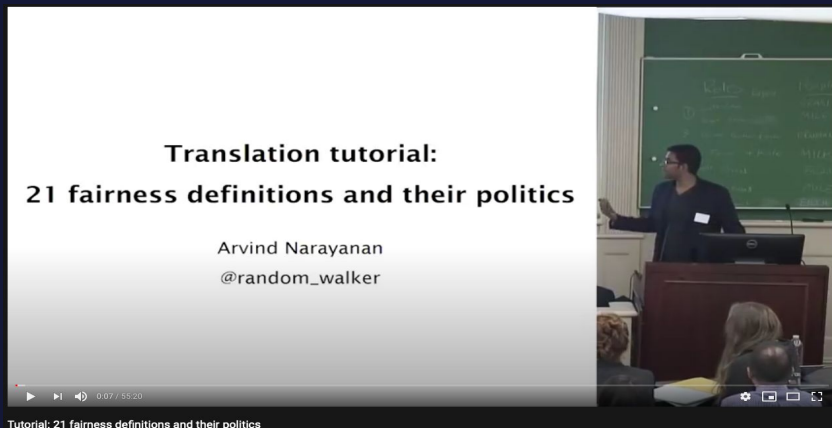 Translation tutorial:
21 fairness definitions and their politics
Arvind Narayanan
@random_walker
0:07 / 55:20
Tutorial: 21 fairness definitions and their politics